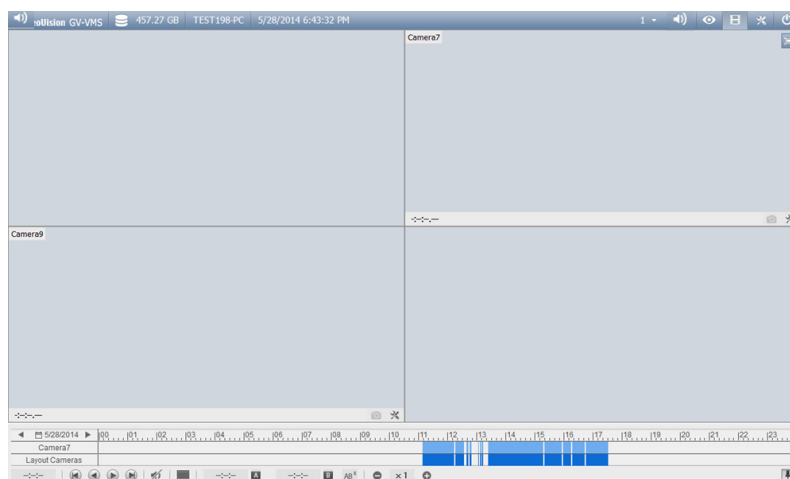 GV-VMS 457.27 GB TEST198-PC 5/28/2014 6:43:32 PM 1
Camera7
-:-:-.--
Camera9
-:-:-.--
5/28/2014 00 01 02 03 04 05 06 07 08 09 10 11 12 13 14 15 16 17 18 19 20 21 22 23
Camera7
Layout Cameras
--:--:-- --:--:-- A --:--:-- B AB x 1